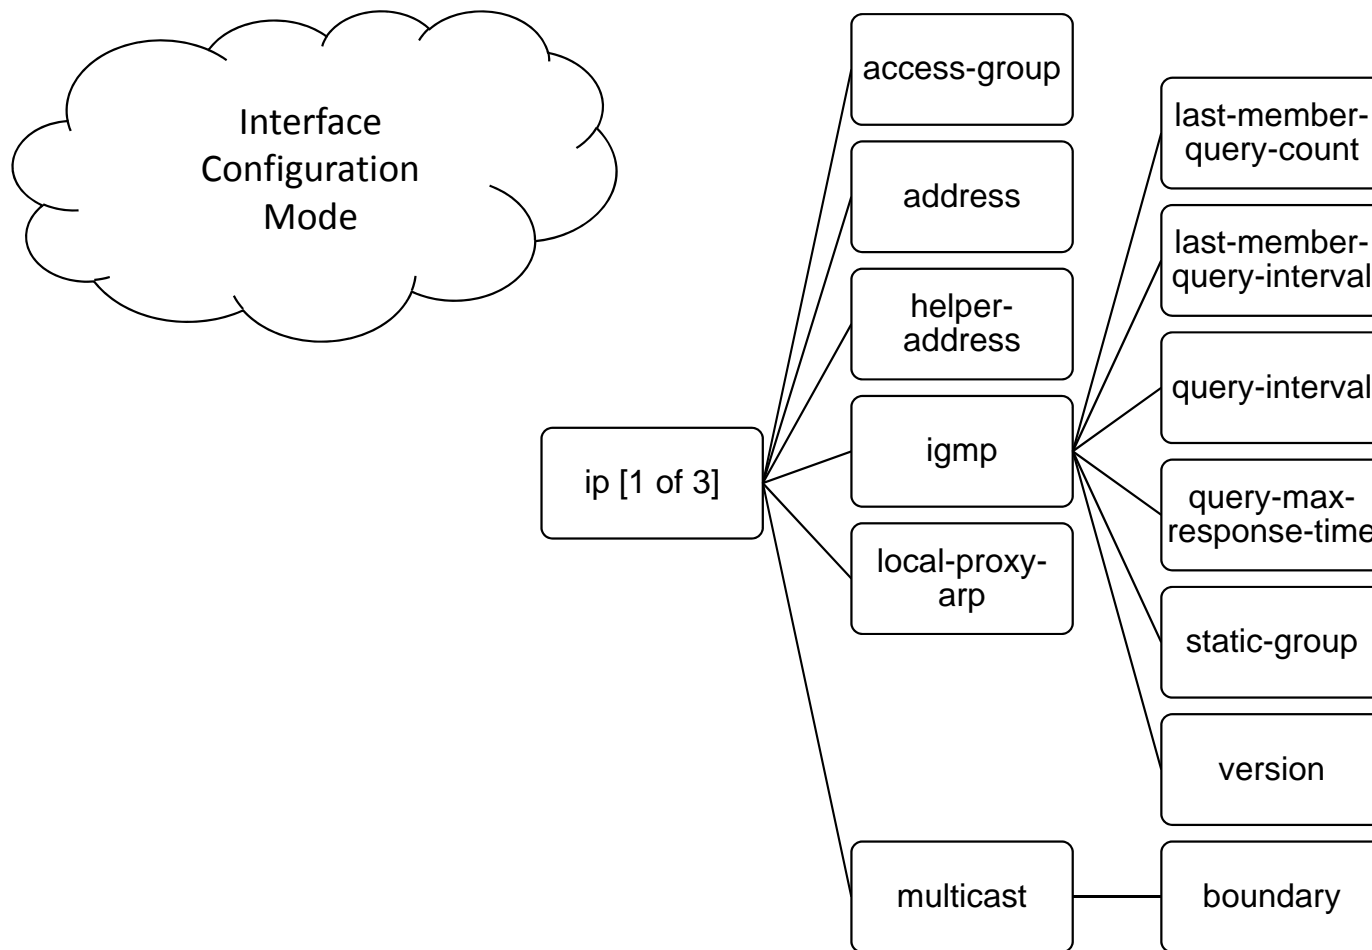 Interface
Configuration
Mode
ip [1 of 3]
access-group
address
helper-
address
igmp
local-proxy-
arp
multicast
last-member-
query-count
last-member-
query-interval
query-interval
query-max-
response-time
static-group
version
boundary